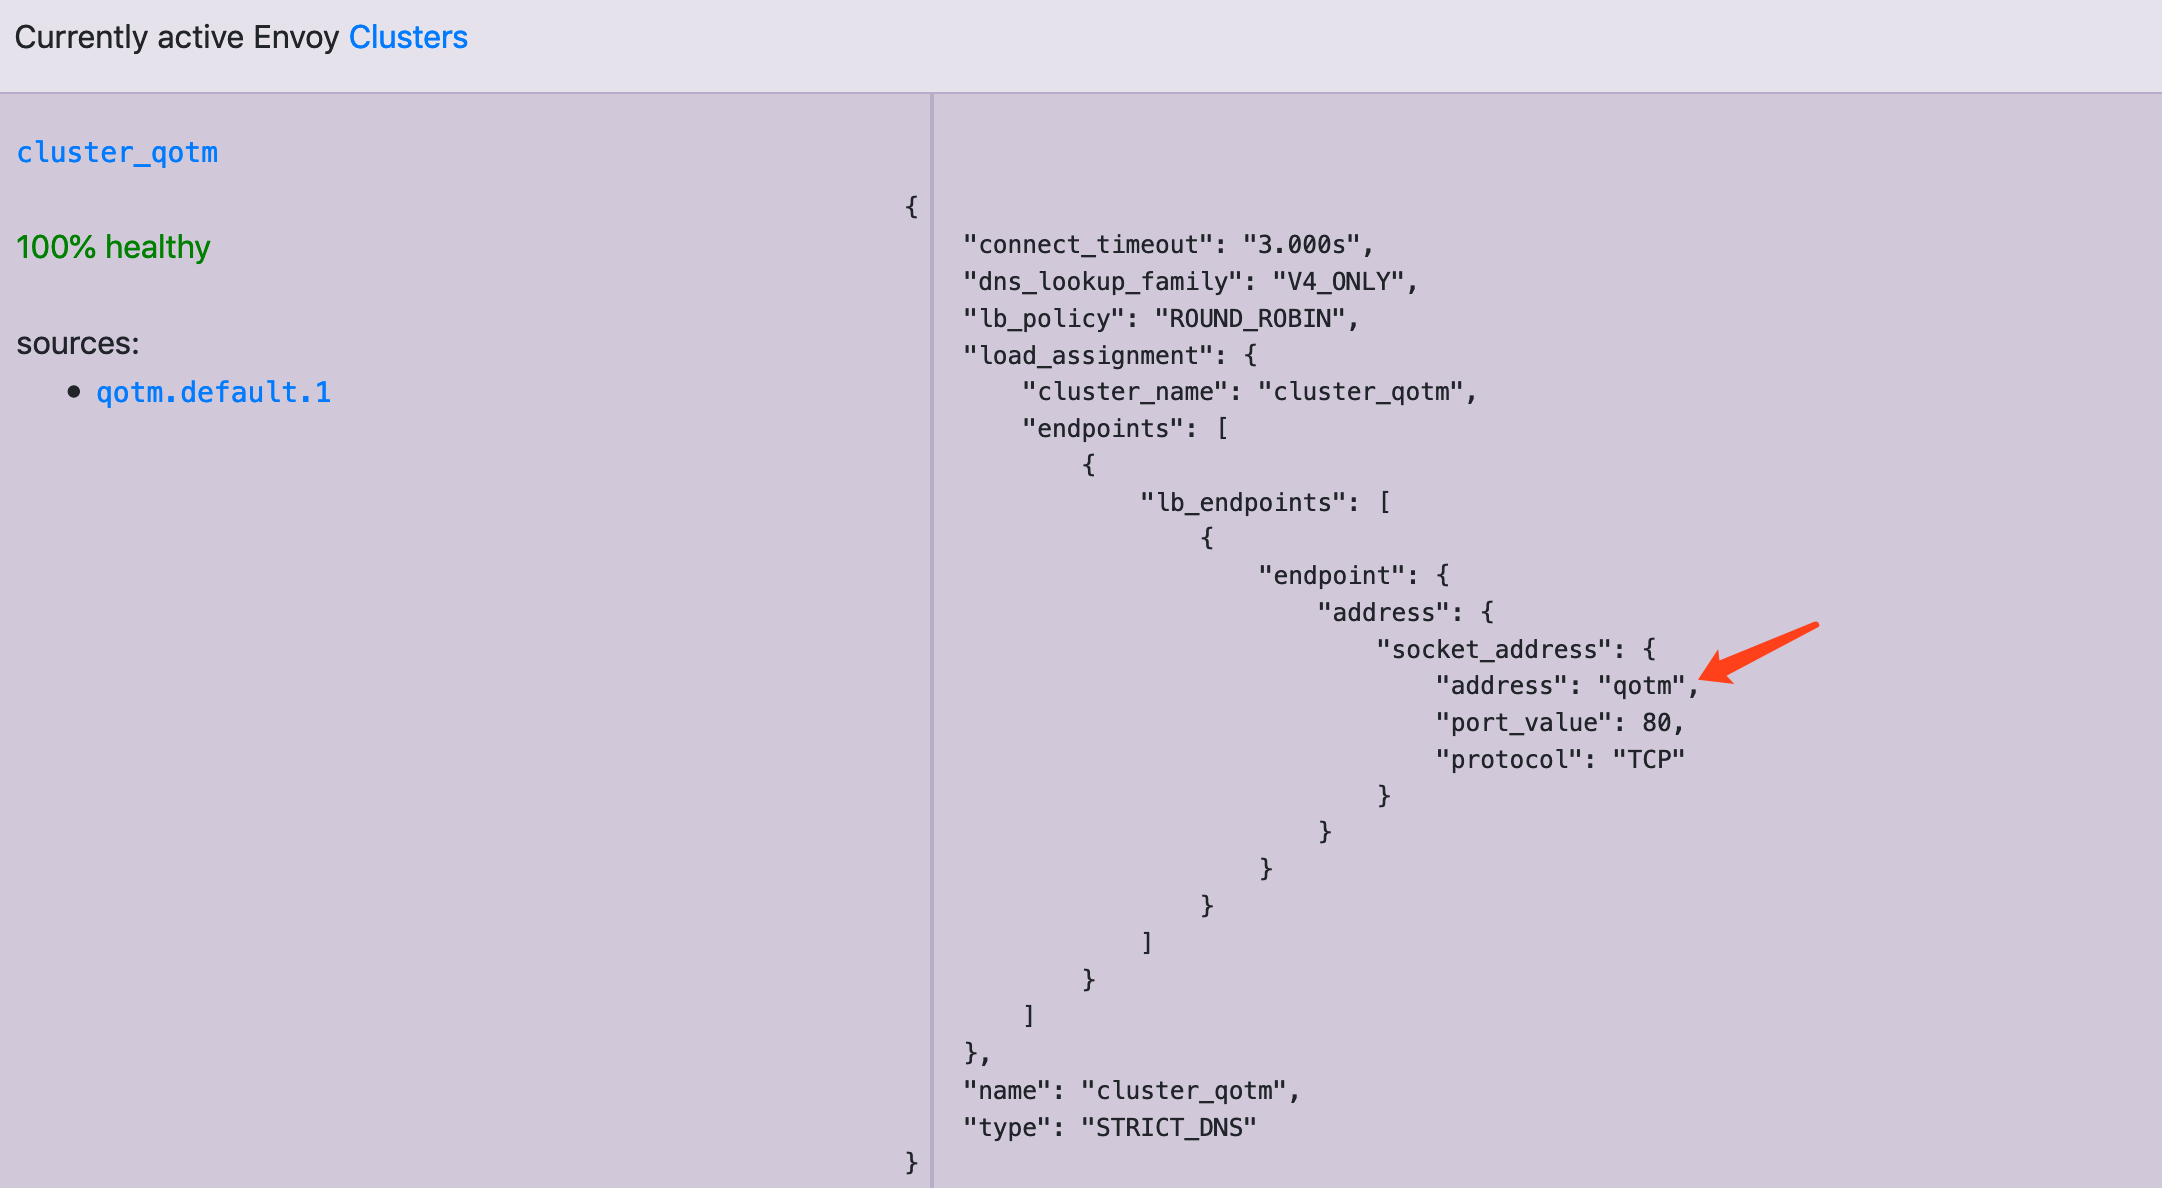 Currently active Envoy Clusters
cluster_qotm
100% healthy
sources:
• qotm.default.1
{
"connect_timeout": "3.000s",
"dns_lookup_family": "V4_ONLY",
"lb_policy": "ROUND_ROBIN",
"load_assignment": {
"cluster_name": "cluster_qotm",
"endpoints": [
{
"lb_endpoints": [
{
"endpoint": {
"address": {
"socket_address": {
"address": "qotm",
"port_value": 80,
"protocol": "TCP"
}
}
}
}
]
}
]
},
"name": "cluster_qotm",
"type": "STRICT_DNS"
}